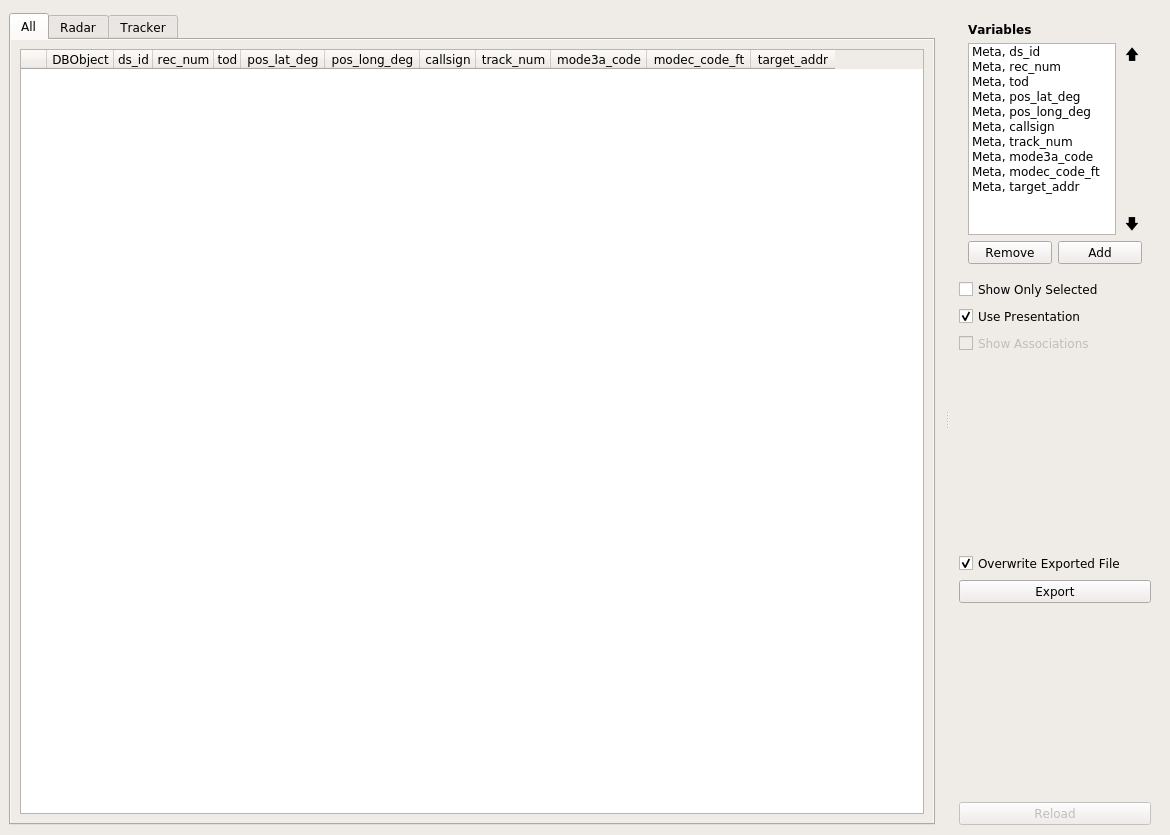 All Radar Tracker
DBObject ds_id rec_num tod pos_lat_deg pos_long_deg callsign track_num mode3a_code modec_code_ft target_addr
Variables
Meta, ds_id
Meta, rec_num
Meta, tod
Meta, pos_lat_deg
Meta, pos_long_deg
Meta, callsign
Meta, track_num
Meta, mode3a_code
Meta, modec_code_ft
Meta, target_addr
Remove Add
Show Only Selected
Use Presentation
Show Associations
Overwrite Exported File
Export
Reload